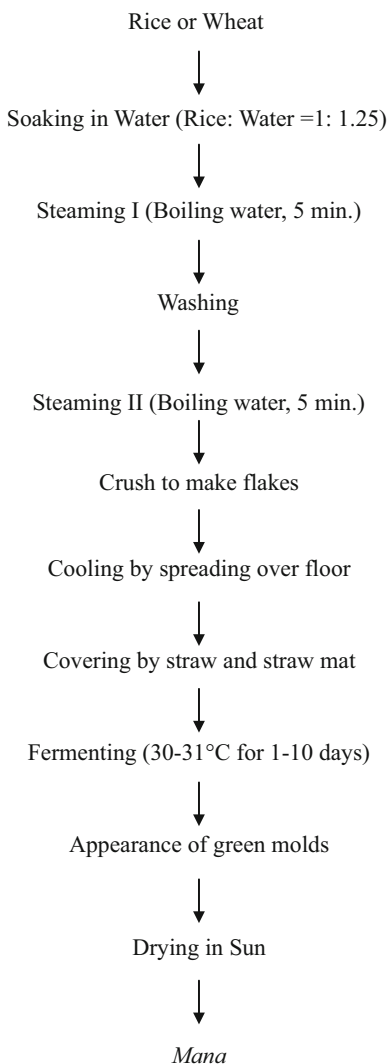 Rice or Wheat
Soaking in Water (Rice: Water =1: 1.25)
Steaming I (Boiling water, 5 min.)
Washing
Steaming II (Boiling water, 5 min.)
Crush to make flakes
Cooling by spreading over floor
Covering by straw and straw mat
Fermenting (30-31°C for 1-10 days)
Appearance of green molds
Drying in Sun
Mana